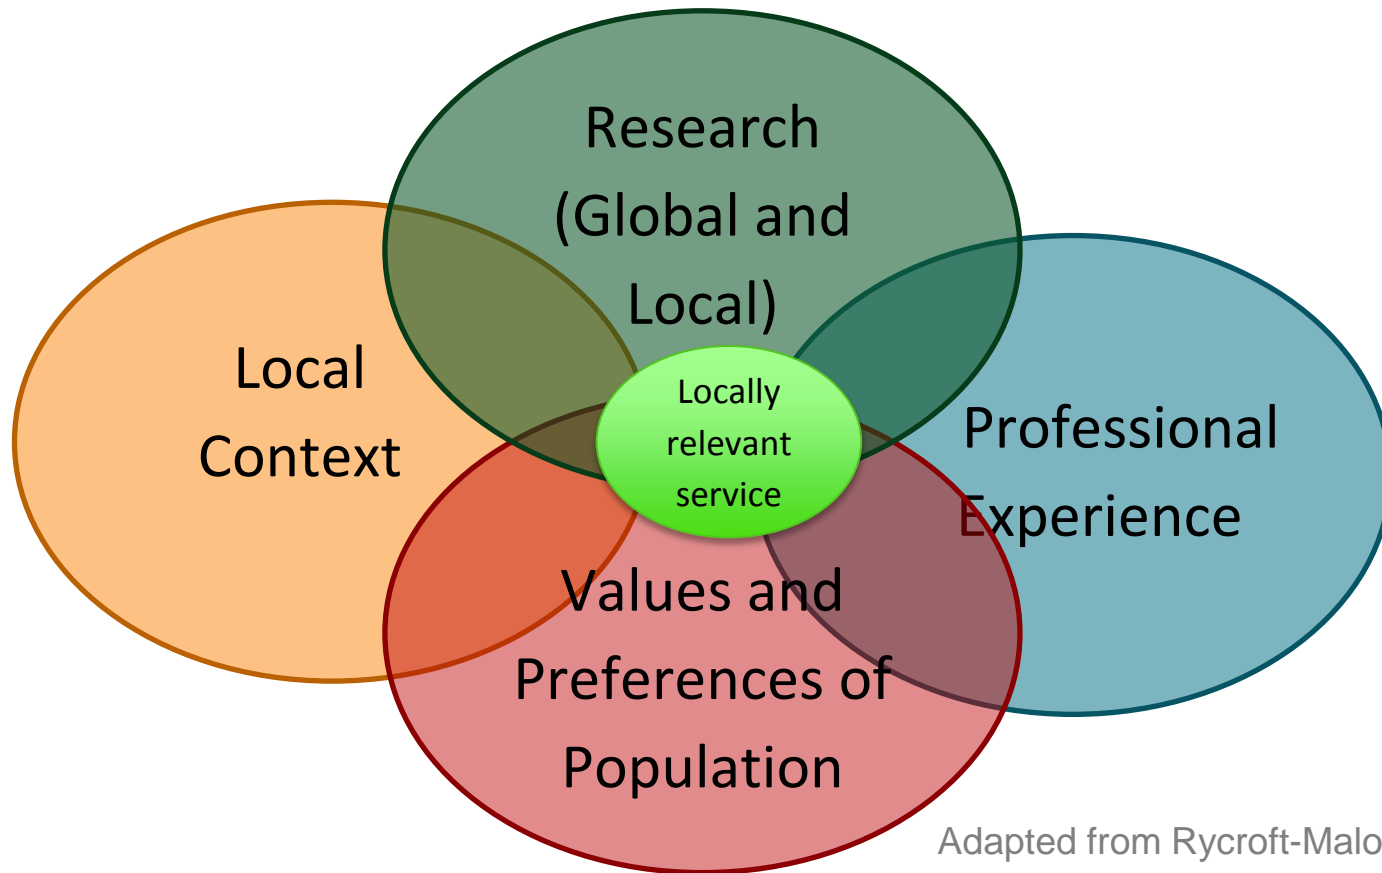 Research
(Global and
Local)
Local
Context
Locally
relevant
service
Professional
Experience
Values and
Preferences of
Population
Adapted from Rycroft-Malo